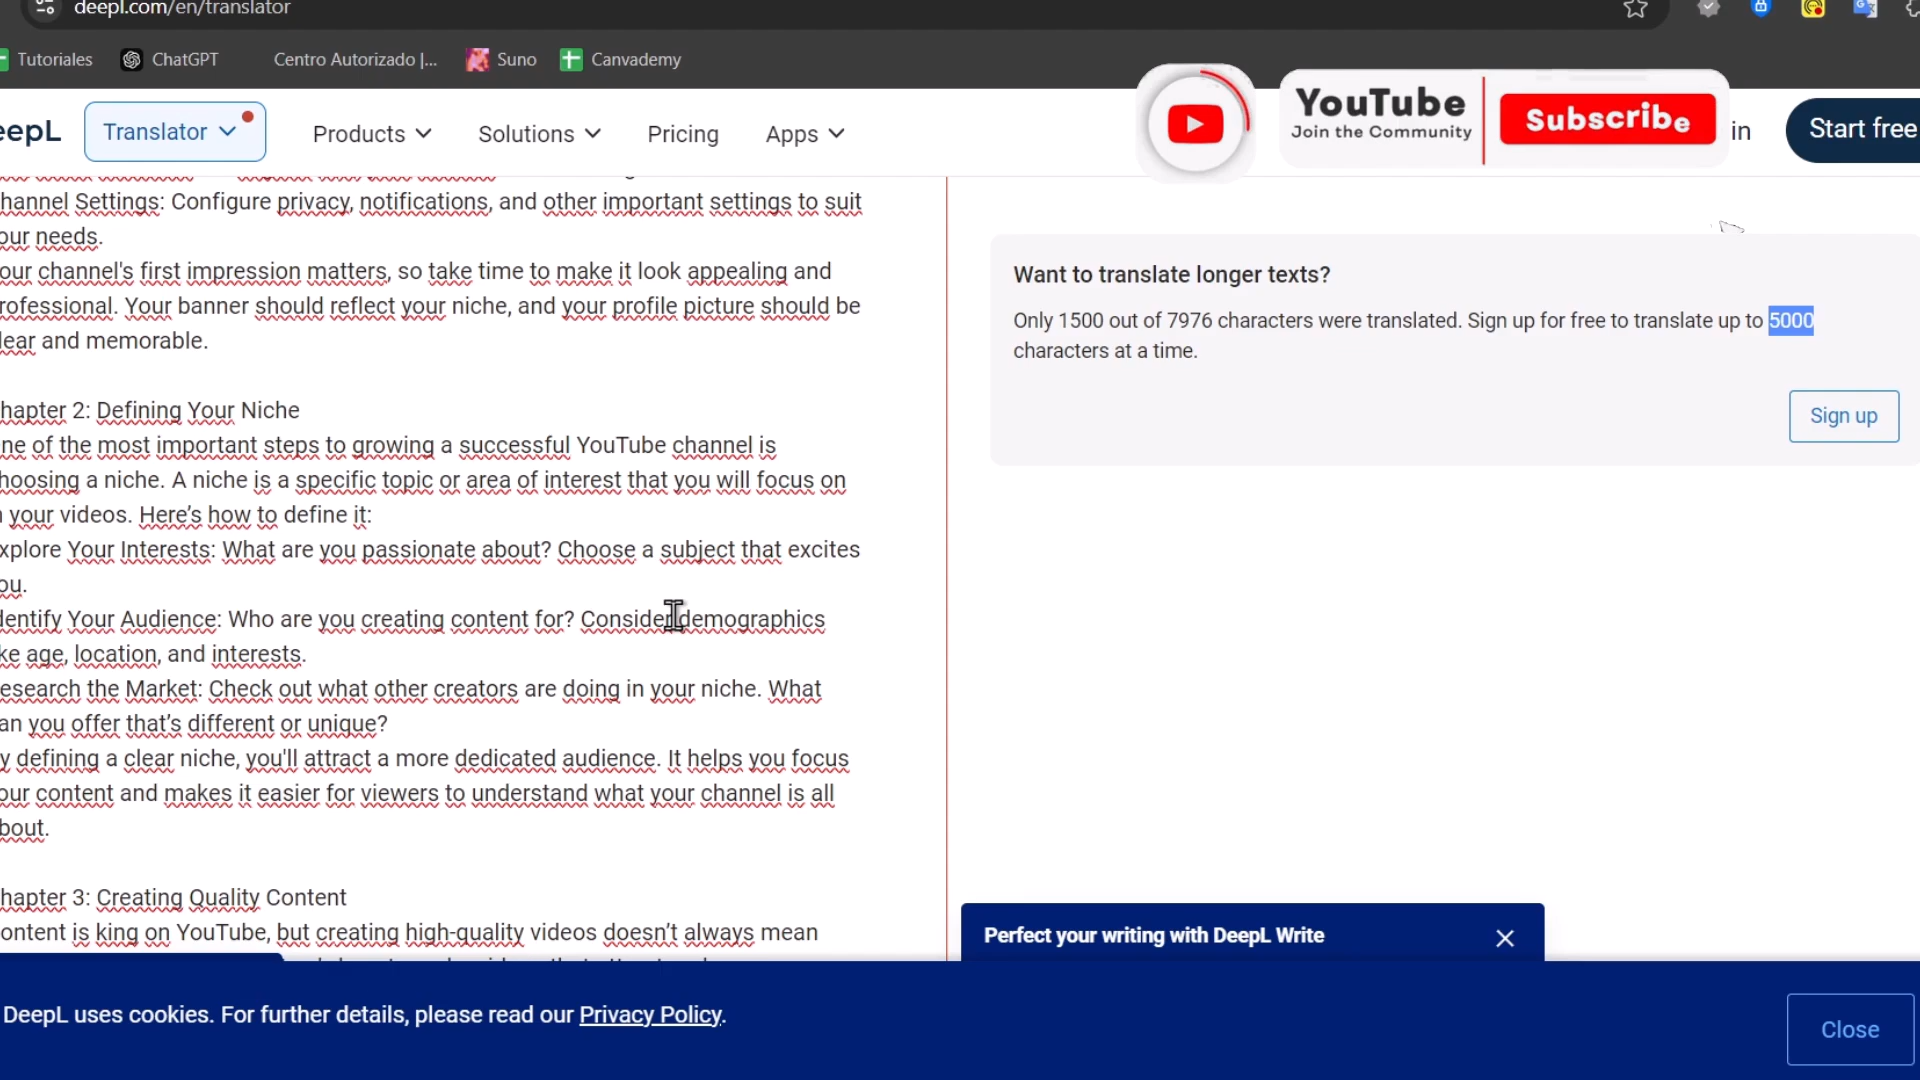 deepl.com/en/translator
Tutoriales
ChatGPT
Centro Autorizado |...
Suno
Canvademy
eepL
Translator
Products
Solutions
Pricing
Apps
YouTube
Join the Community
Subscribe
in
Start free
hannel Settings: Configure privacy, notifications, and other important settings to suit
our needs.
our channel's first impression matters, so take time to make it look appealing and
rofessional. Your banner should reflect your niche, and your profile picture should be
lear and memorable.
hapter 2: Defining Your Niche
ne of the most important steps to growing a successful YouTube channel is
hoosing a niche. A niche is a specific topic or area of interest that you will focus on
n your videos. Here’s how to define it:
xplore Your Interests: What are you passionate about? Choose a subject that excites
ou.
dentify Your Audience: Who are you creating content for? Consider demographics
ke age, location, and interests.
esearch the Market: Check out what other creators are doing in your niche. What
an you offer that’s different or unique?
y defining a clear niche, you'll attract a more dedicated audience. It helps you focus
our content and makes it easier for viewers to understand what your channel is all
bout.
hapter 3: Creating Quality Content
ontent is king on YouTube, but creating high-quality videos doesn’t always mean
Want to translate longer texts?
Only 1500 out of 7976 characters were translated. Sign up for free to translate up to 5000
characters at a time.
Sign up
Perfect your writing with DeepL Write
DeepL uses cookies. For further details, please read our Privacy Policy.
Close